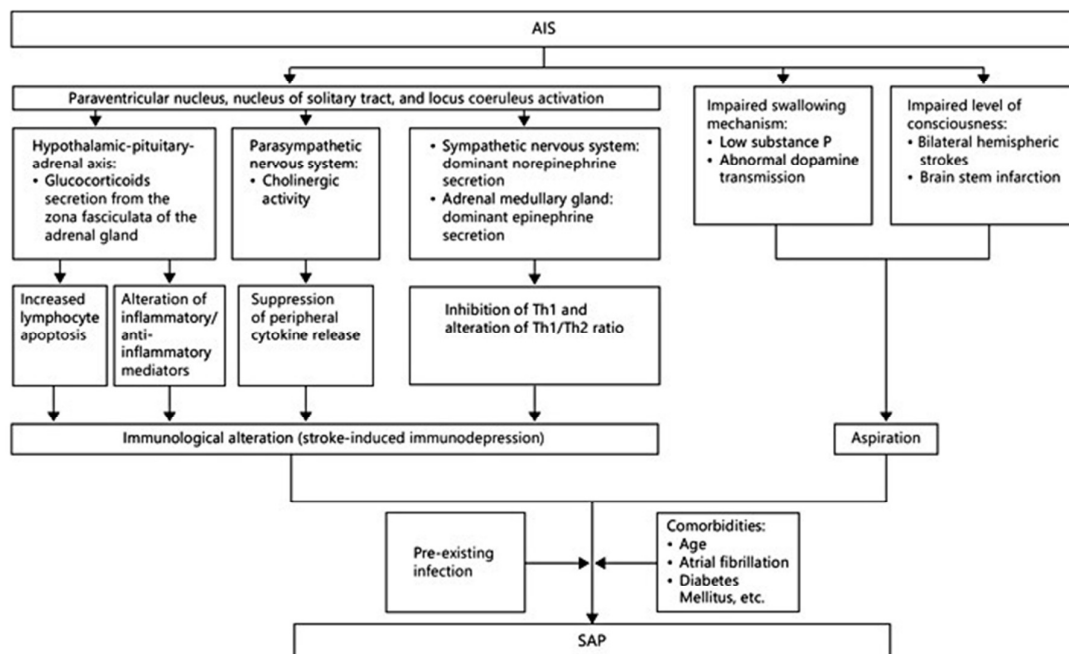 AIS
Paraventricular nucleus, nucleus of solitary tract, and locus coeruleus activation
Hypothalamic-pituitary-
adrenal axis:
• Glucocorticoids
secretion from the
zona fasciculata of the
adrenal gland
Parasympathetic
nervous system:
• Cholinergic
activity
• Sympathetic nervous system:
dominant norepinephrine
secretion
• Adrenal medullary gland:
dominant epinephrine
secretion
Impaired swallowing
mechanism:
• Low substance P
• Abnormal dopamine
transmission
Impaired level of
consciousness:
• Bilateral hemispheric
strokes
• Brain stem infarction
Increased
lymphocyte
apoptosis
Alteration of
inflammatory/
anti-
inflammatory
mediators
Suppression
of peripheral
cytokine release
Inhibition of Th1 and
alteration of Th1/Th2 ratio
Immunological alteration (stroke-induced immunodepression)
Aspiration
Pre-existing
infection
Comorbidities:
• Age
• Atrial fibrillation
• Diabetes
Mellitus, etc.
SAP